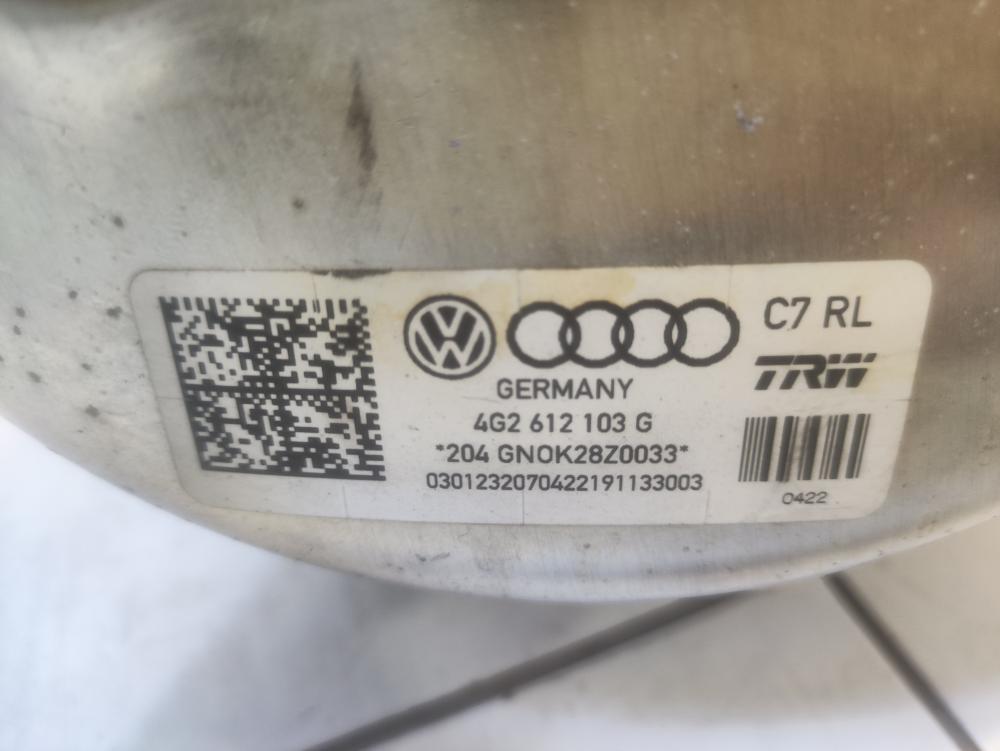 C7 RL
TRW
GERMANY
4G2 612 103 G
*204 GNOK28Z0033*
0301232070422191133003
0422